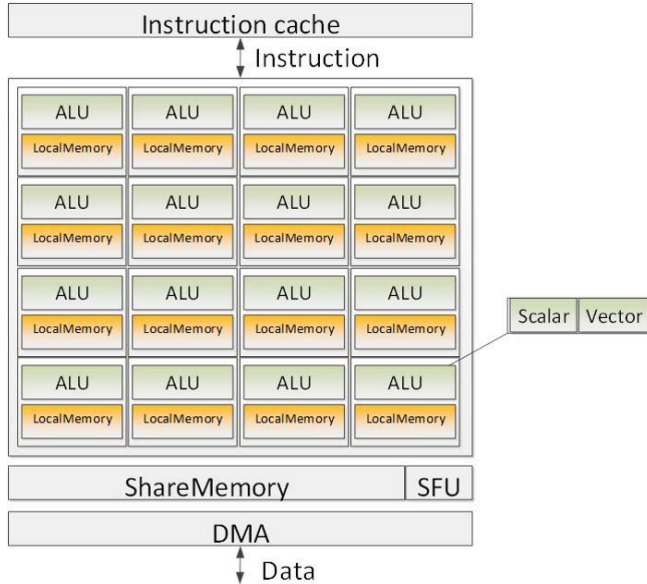 Instruction cache
Instruction
ALU ALU ALU ALU
LocalMemory LocalMemory LocalMemory LocalMemory
ALU ALU ALU ALU
LocalMemory LocalMemory LocalMemory LocalMemory
ALU ALU ALU ALU
LocalMemory LocalMemory LocalMemory LocalMemory
Scalar Vector
ALU ALU ALU ALU
LocalMemory LocalMemory LocalMemory LocalMemory
ShareMemory SFU
DMA
Data